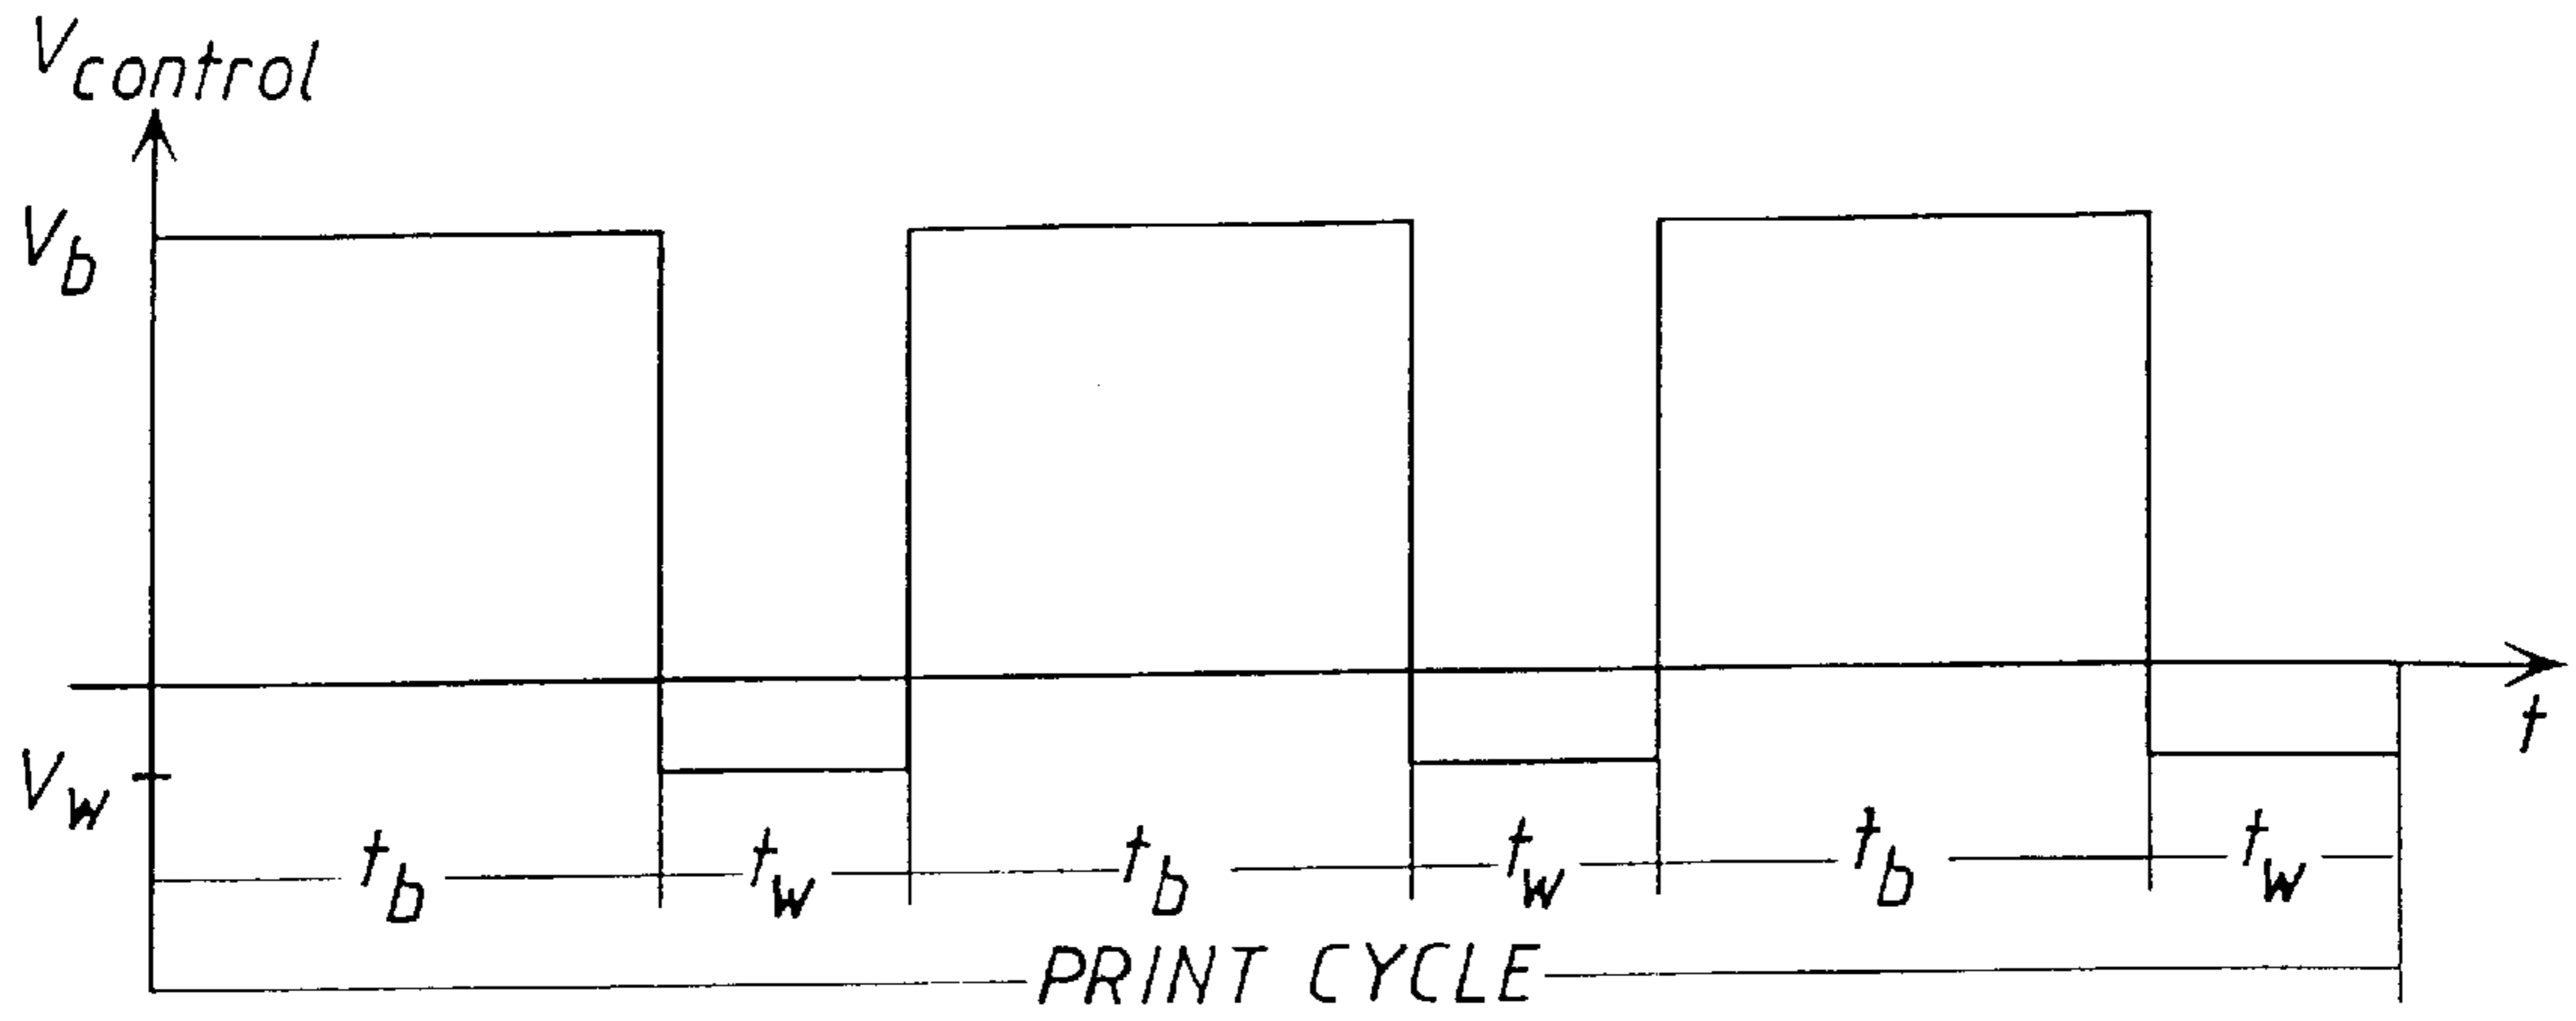 Vcontrol
Vb
Vw
t
tb tw tb tw tb tw
PRINT CYCLE